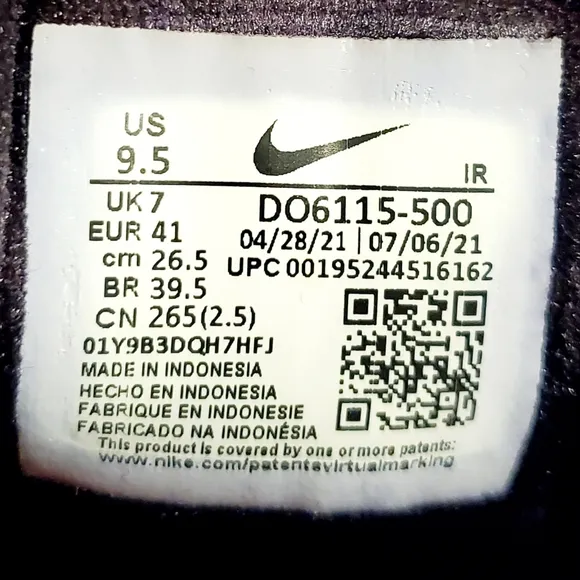 US
9.5
IR
UK 7
DO6115-500
EUR 41
04/28/21 | 07/06/21
cm 26.5
UPC 00195244516162
BR 39.5
CN 265(2.5)
01Y9B3DQH7HFJ
MADE IN INDONESIA
HECHO EN INDONESIA
FABRIQUE EN INDONESIE
FABRICADO NA INDONÉSIA
This product is covered by one or more patents:
www.nike.com/patentsvirtualmarking